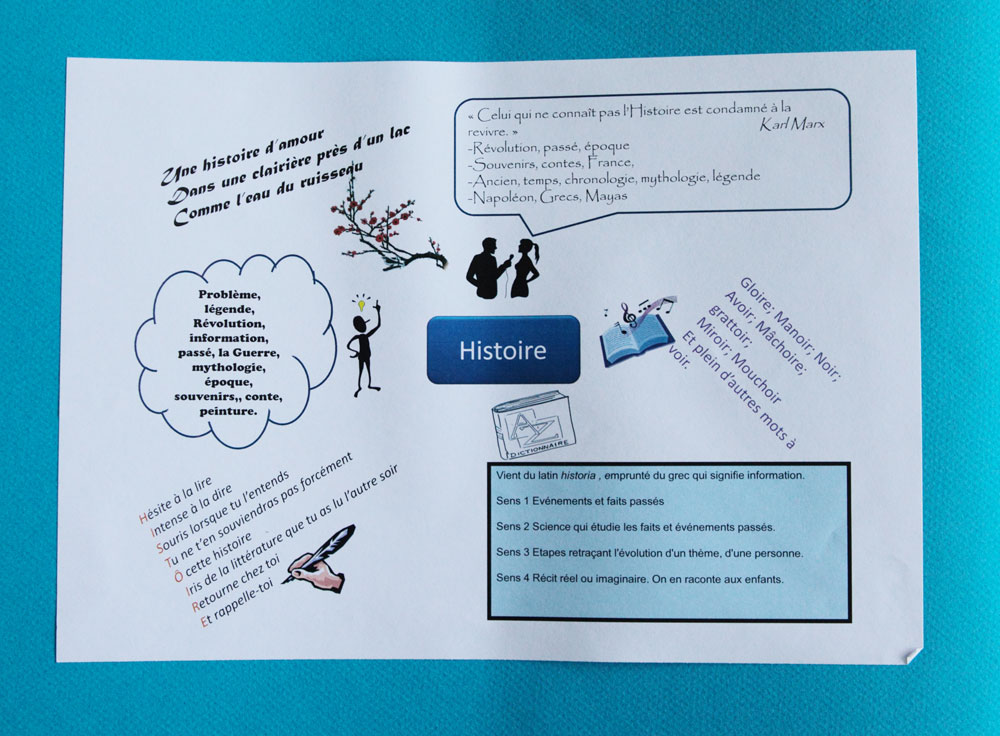 Une histoire d'amour
Dans une clairière près d'un lac
Comme l'eau du ruisseau
« Celui qui ne connaît pas l'Histoire est condamné à la
revivre. »
Karl Marx
-Révolution, passé, époque
-Souvenirs, contes, France,
-Ancien, temps, chronologie, mythologie, légende
-Napoléon, Grecs, Mayas
Problème,
légende,
Révolution,
information,
passé, la Guerre,
mythologie,
époque,
souvenirs,, conte,
peinture.
Histoire
Gloire; Manoir; Noir;
Avoir; Mâchoire;
grattoir;
Miroir; Mouchoir
Et plein d'autres mots à
voir.
AZ
DICTIONNAIRE
Hésite à la lire
Intense à la dire
Souris lorsque tu l'entends
Tu ne t'en souviendras pas forcément
Ô cette histoire
Iris de la littérature que tu as lu l'autre soir
Retourne chez toi
Et rappelle-toi
Vient du latin historia , emprunté du grec qui signifie information.
Sens 1 Evénements et faits passés
Sens 2 Science qui étudie les faits et événements passés.
Sens 3 Etapes retraçant l'évolution d'un thème, d'une personne.
Sens 4 Récit réel ou imaginaire. On en raconte aux enfants.